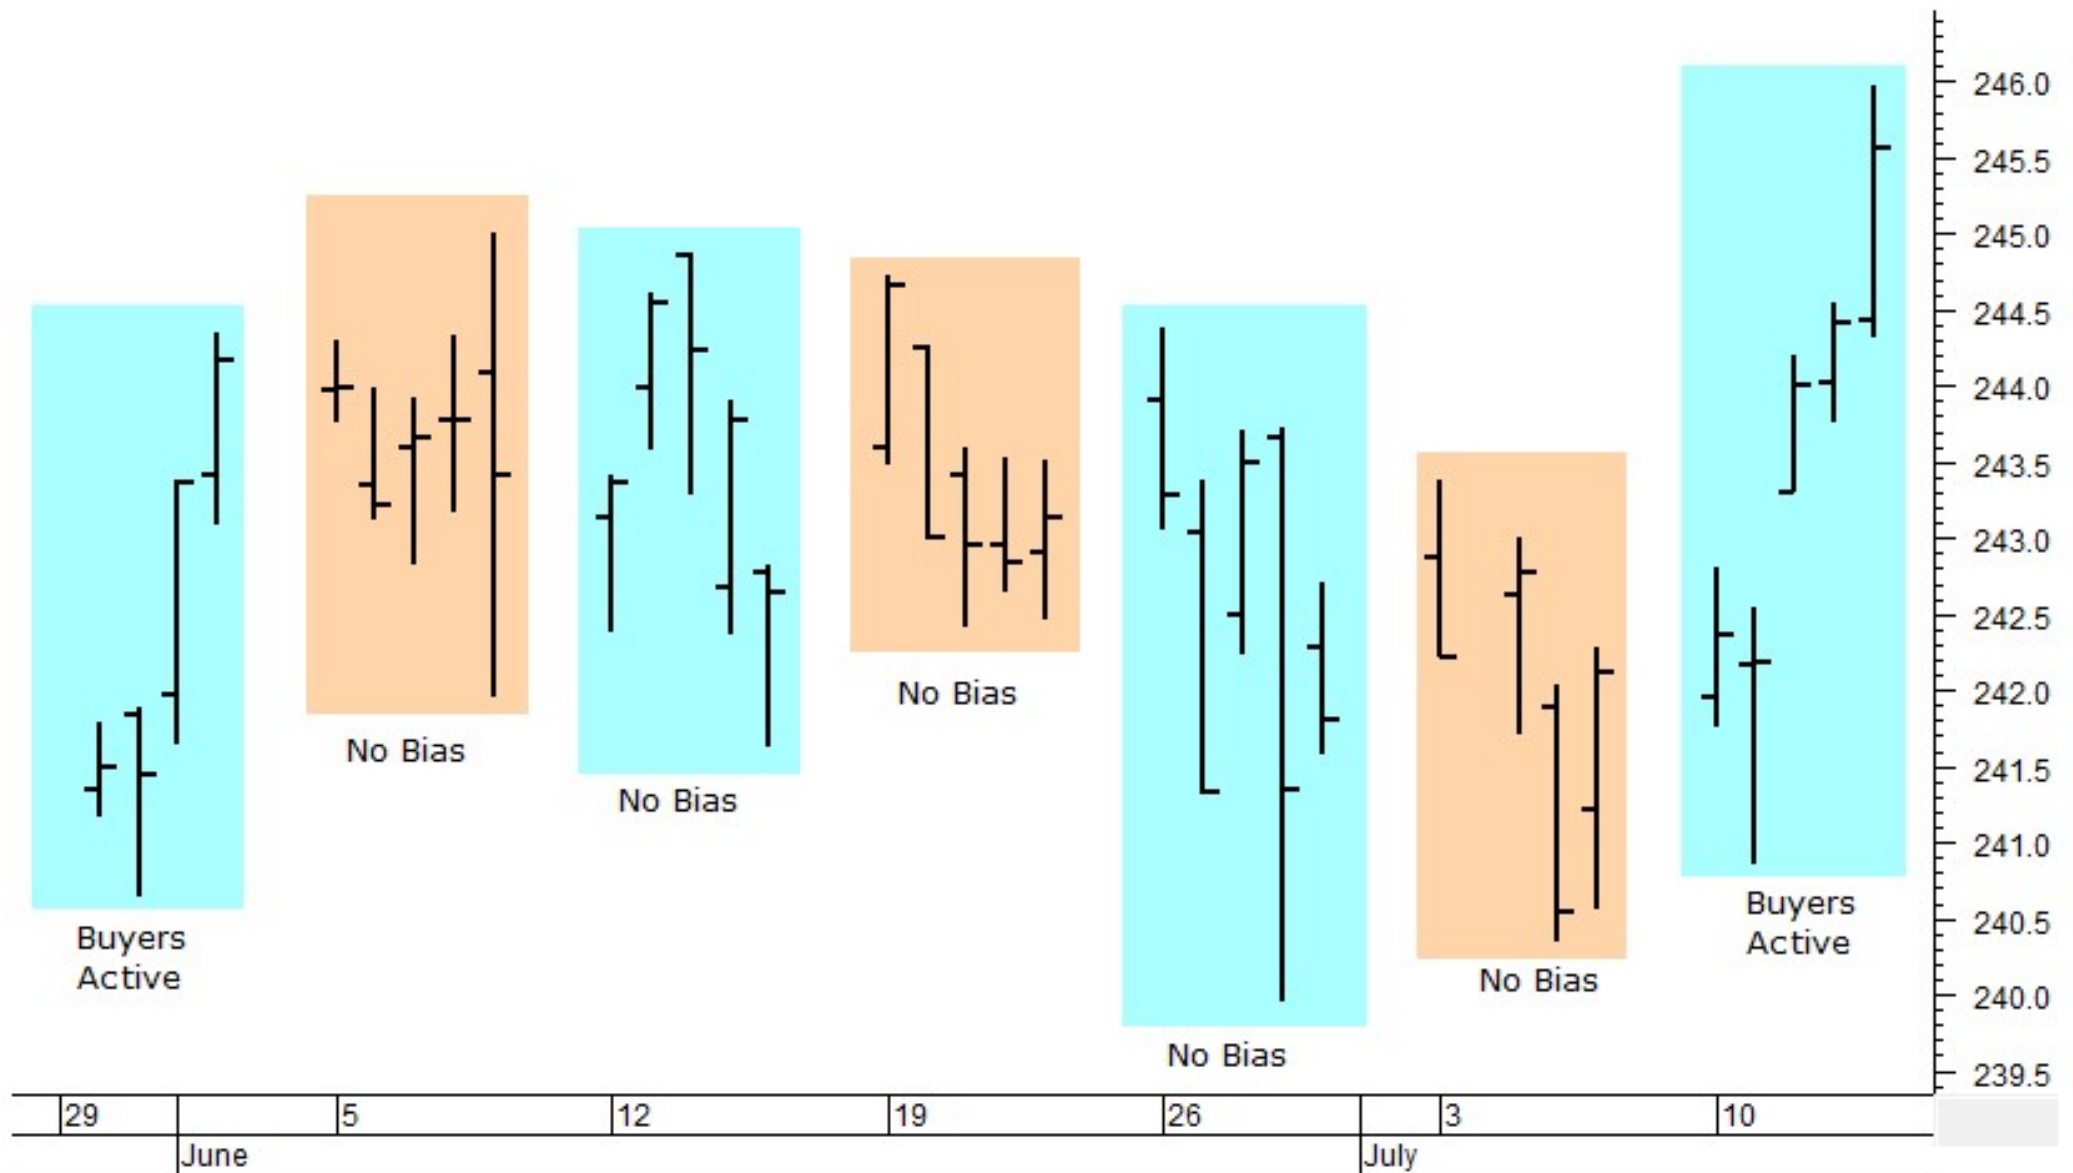 246.0
245.5
245.0
244.5
244.0
243.5
243.0
242.5
242.0
241.5
241.0
240.5
240.0
239.5
Buyers
Active
No Bias
No Bias
No Bias
No Bias
No Bias
Buyers
Active
29 5 12 19 26 3 10
June July